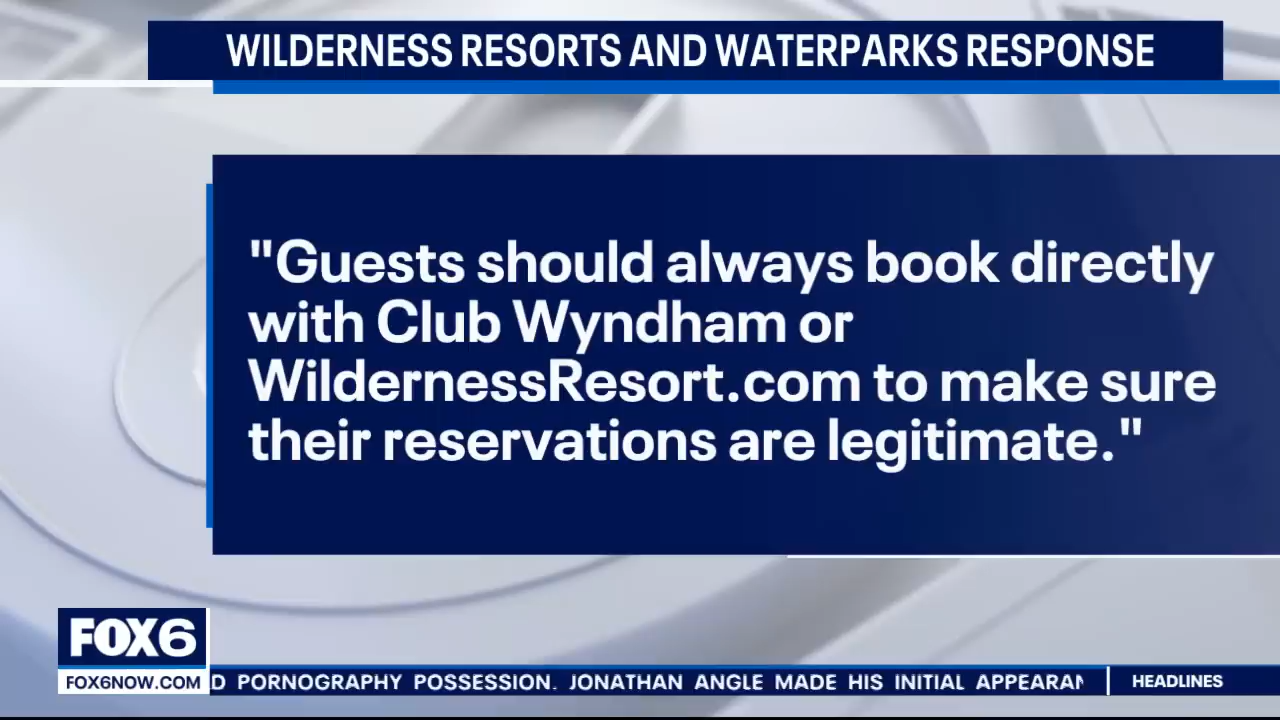 WILDERNESS RESORTS AND WATERPARKS RESPONSE
"Guests should always book directly
with Club Wyndham or
WildernessResort.com to make sure
their reservations are legitimate."
FOX6
FOX6NOW.COM
D PORNOGRAPHY POSSESSION. JONATHAN ANGLE MADE HIS INITIAL
HEADLINES